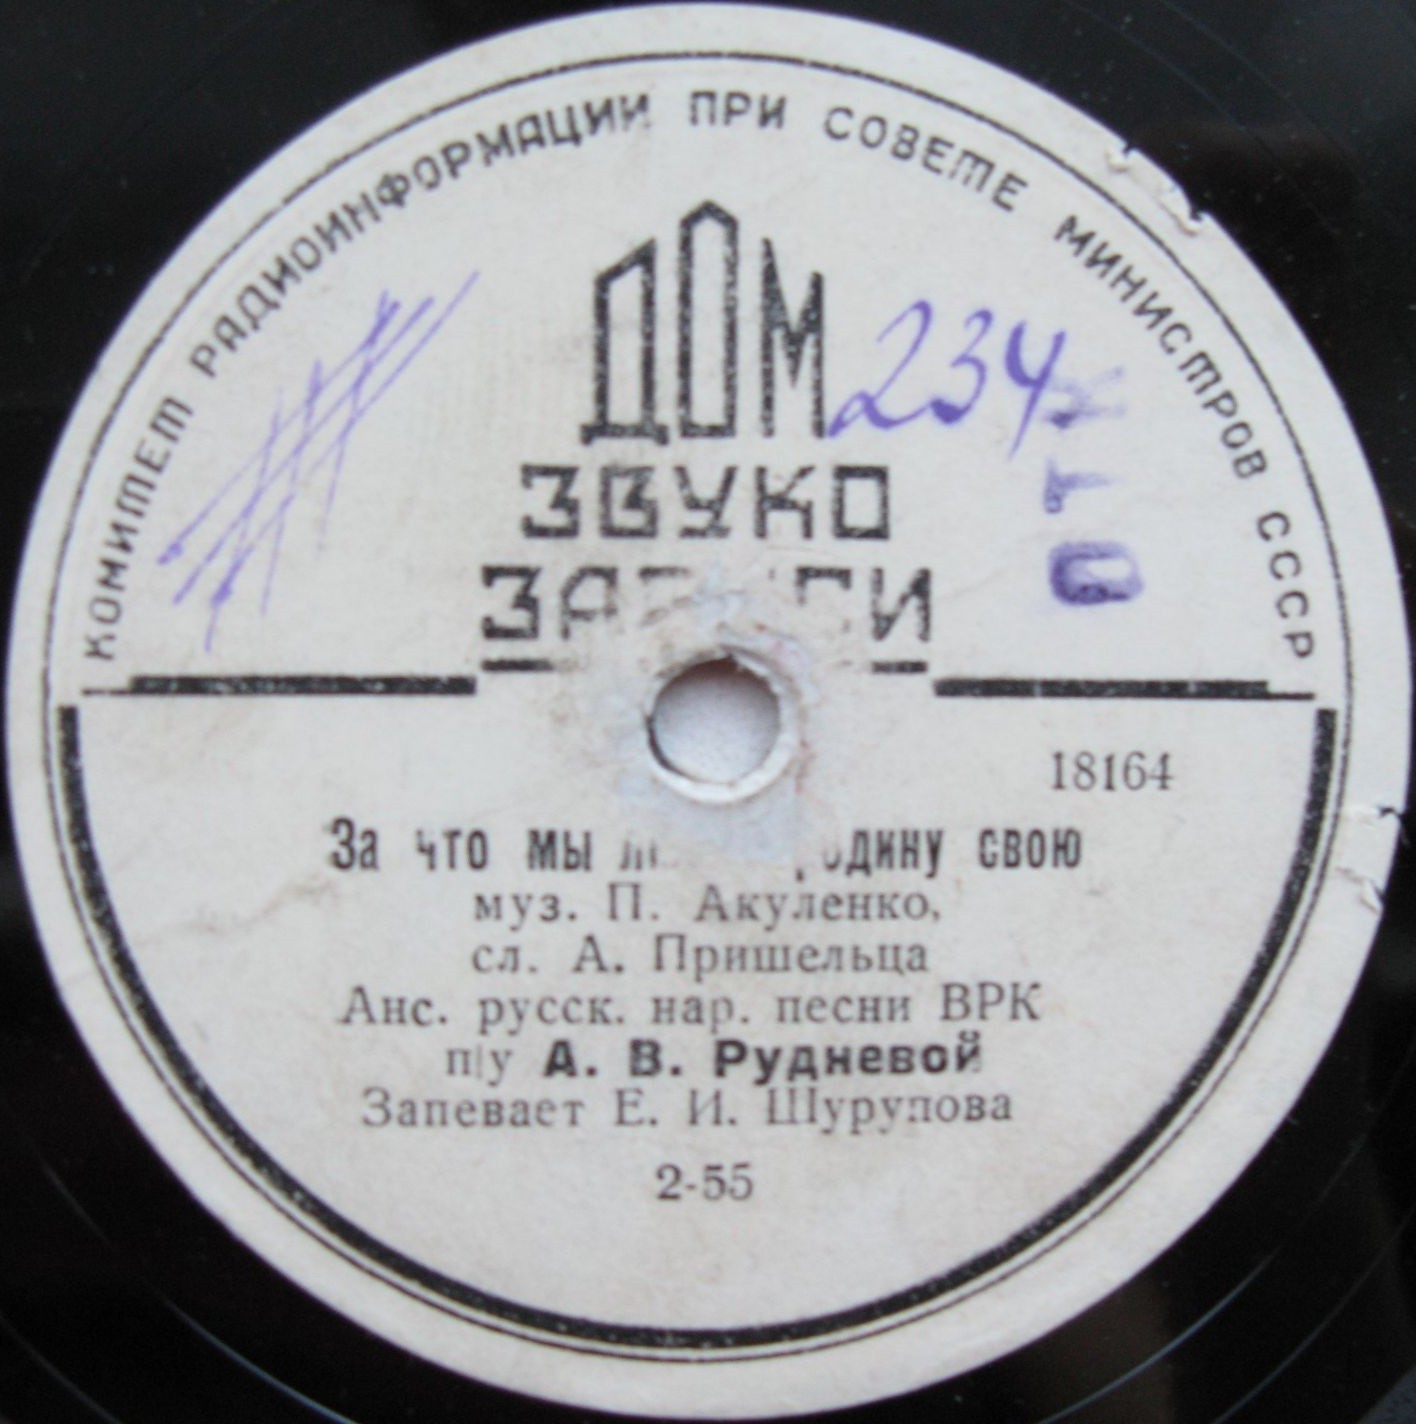 КОМИТЕТ РАДИОИНФОРМАЦИИ ПРИ СОВЕТЕ МИНИСТРОВ СССР
ДОМ
ЗВУКО
234
ОТК
18164
За что мы родину свою
муз. П. Акуленко,
сл. А. Пришельца
Анс. русск. нар. песни ВРК
п/у А. В. Рудневой
Запевает Е. И. Шурупова
2-55